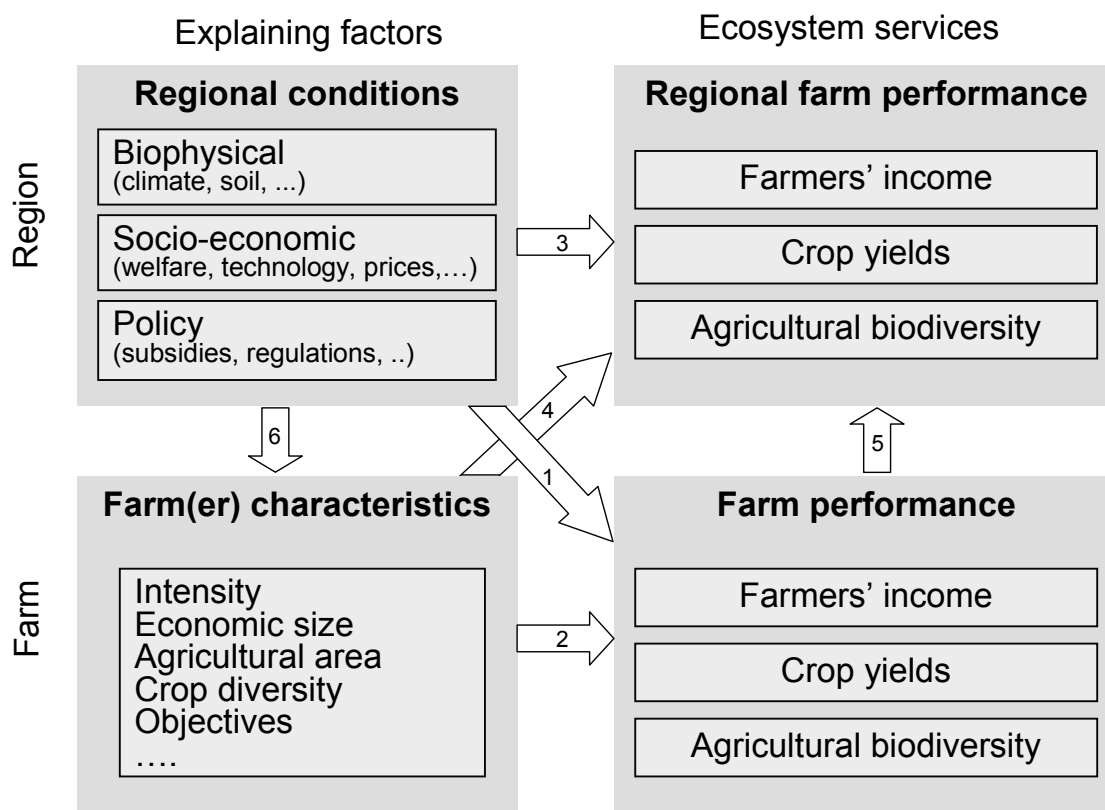 Explaining factors
Ecosystem services
Region
Regional conditions
Biophysical
(climate, soil, ...)
Socio-economic
(welfare, technology, prices,…)
Policy
(subsidies, regulations, ..)
3
Regional farm performance
Farmers’ income
Crop yields
Agricultural biodiversity
6
4
1
5
Farm
Farm(er) characteristics
Intensity
Economic size
Agricultural area
Crop diversity
Objectives
….
2
Farm performance
Farmers’ income
Crop yields
Agricultural biodiversity